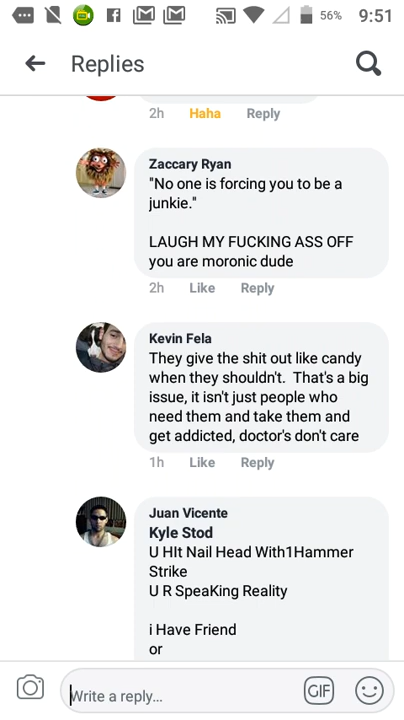 56% 9:51
Replies
2h Haha Reply
Zaccary Ryan
"No one is forcing you to be a
junkie."
LAUGH MY FUCKING ASS OFF
you are moronic dude
2h Like Reply
Kevin Fela
They give the shit out like candy
when they shouldn't. That's a big
issue, it isn't just people who
need them and take them and
get addicted, doctor's don't care
1h Like Reply
Juan Vicente
Kyle Stod
U HIt Nail Head With1Hammer
Strike
U R SpeaKing Reality
i Have Friend
or
Write a reply...
GIF